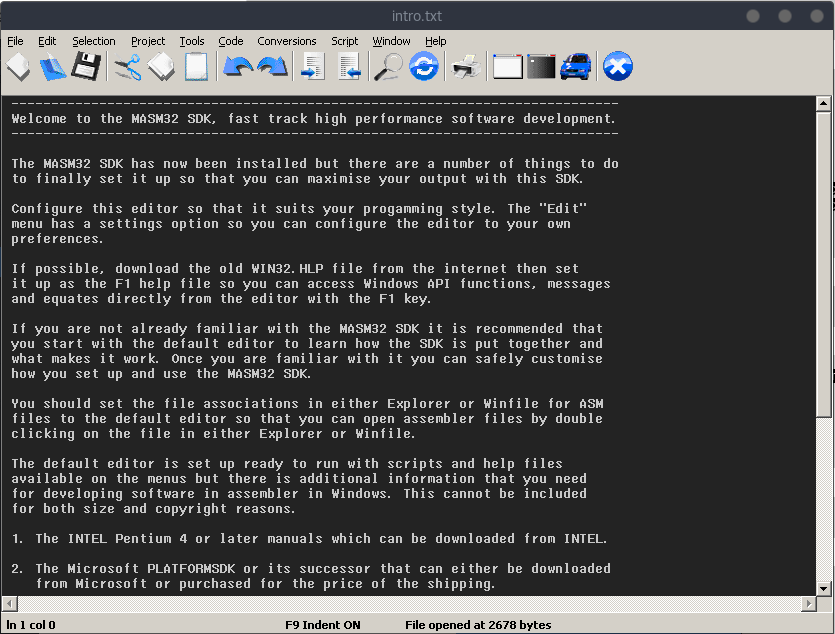 intro.txt
File Edit Selection Project Tools Code Conversions Script Window Help
--------------------------------------------------------------------------------
Welcome to the MASM32 SDK, fast track high performance software development.
--------------------------------------------------------------------------------
The MASM32 SDK has now been installed but there are a number of things to do
to finally set it up so that you can maximise your output with this SDK.
Configure this editor so that it suits your progamming style. The "Edit"
menu has a settings option so you can configure the editor to your own
preferences.
If possible, download the old WIN32.HLP file from the internet then set
it up as the F1 help file so you can access Windows API functions, messages
and equates directly from the editor with the F1 key.
If you are not already familiar with the MASM32 SDK it is recommended that
you start with the default editor to learn how the SDK is put together and
what makes it work. Once you are familiar with it you can safely customise
how you set up and use the MASM32 SDK.
You should set the file associations in either Explorer or Winfile for ASM
files to the default editor so that you can open assembler files by double
clicking on the file in either Explorer or Winfile.
The default editor is set up ready to run with scripts and help files
available on the menus but there is additional information that you need
for developing software in assembler in Windows. This cannot be included
for both size and copyright reasons.
1. The INTEL Pentium 4 or later manuals which can be downloaded from INTEL.
2. The Microsoft PLATFORMSDK or its successor that can either be downloaded
from Microsoft or purchased for the price of the shipping.
ln 1 col 0 F9 Indent ON File opened at 2678 bytes